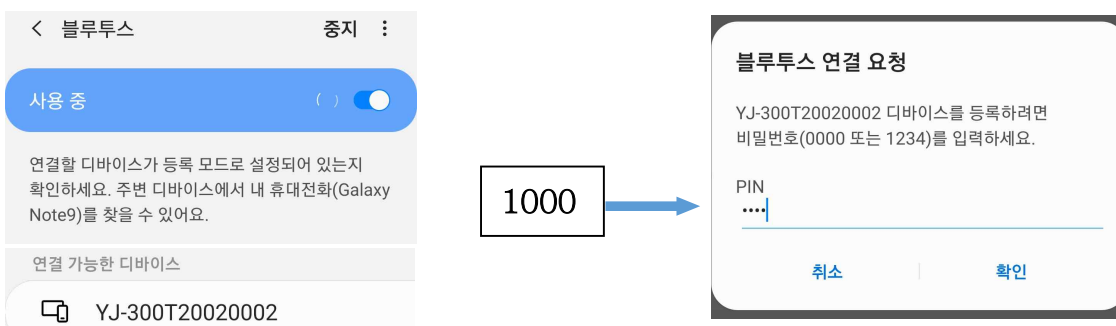 블루투스 중지
사용 중
연결할 디바이스가 등록 모드로 설정되어 있는지
확인하세요. 주변 디바이스에서 내 휴대전화(Galaxy
Note9)를 찾을 수 있어요.
연결 가능한 디바이스
YJ-300T20020002
1000
블루투스 연결 요청
YJ-300T20020002 디바이스를 등록하려면
비밀번호(0000 또는 1234)를 입력하세요.
PIN
••••
취소 확인